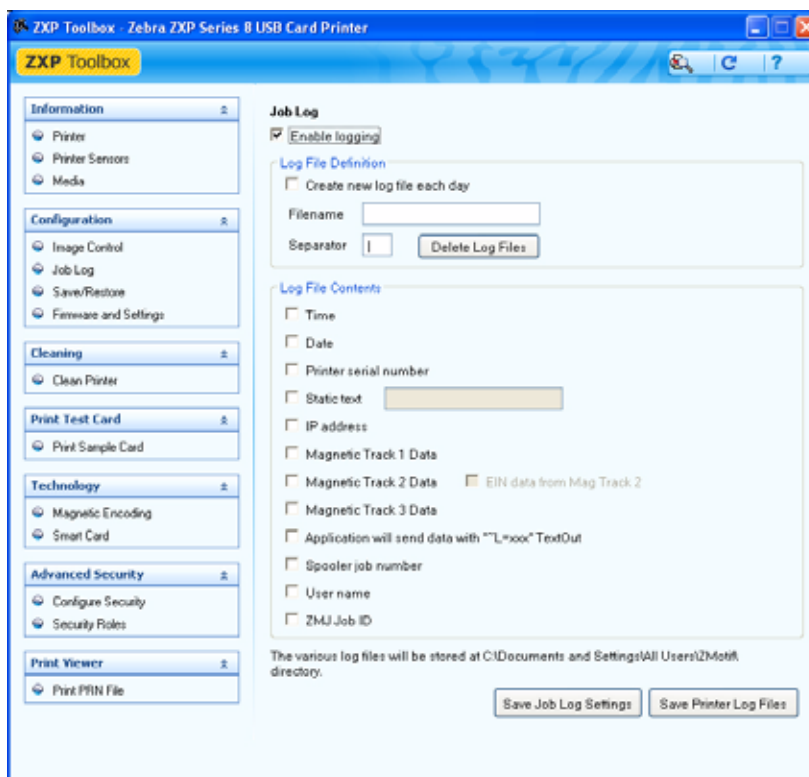 ZXP Toolbox - Zebra ZXP Series 8 USB Card Printer
ZXP Toolbox
?
Information
Printer
Printer Sensors
Media
Configuration
Image Control
Job Log
Save/Restore
Firmware and Settings
Cleaning
Clean Printer
Print Test Card
Print Sample Card
Technology
Magnetic Encoding
Smart Card
Advanced Security
Configure Security
Security Roles
Print Viewer
Print PRN File
Job Log
Enable logging
Log File Definition
Create new log file each day
Filename
Separator |
Delete Log Files
Log File Contents
Time
Date
Printer serial number
Static text
IP address
Magnetic Track 1 Data
Magnetic Track 2 Data EIN data from Mag Track 2
Magnetic Track 3 Data
Application will send data with "~L=xxx" TextOut
Spooler job number
User name
ZMJ Job ID
The various log files will be stored at C:\Documents and Settings\All Users\ZMotif\
directory.
Save Job Log Settings Save Printer Log Files